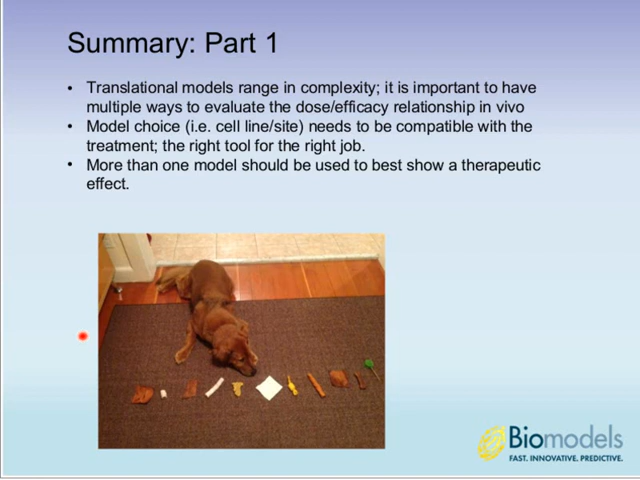 Summary: Part 1
• Translational models range in complexity; it is important to have
multiple ways to evaluate the dose/efficacy relationship in vivo
• Model choice (i.e. cell line/site) needs to be compatible with the
treatment; the right tool for the right job.
• More than one model should be used to best show a therapeutic
effect.
Biomodels
FAST. INNOVATIVE. PREDICTIVE.